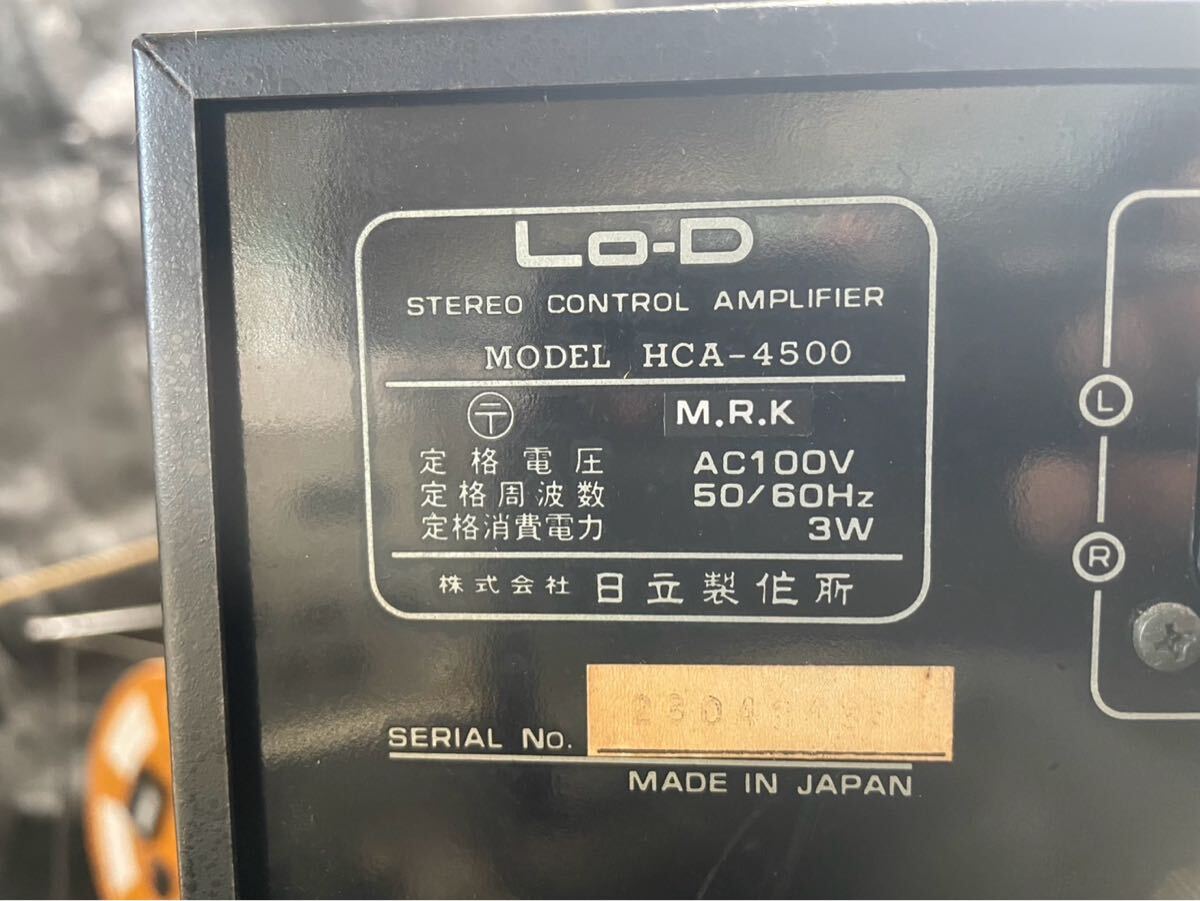 Lo-D
STEREO CONTROL AMPLIFIER
MODEL HCA-4500
〒 M.R.K
定格電圧 AC100V
定格周波数 50/60Hz
定格消費電力 3W
株式会社 日立製作所
SERIAL No.
MADE IN JAPAN
L
R